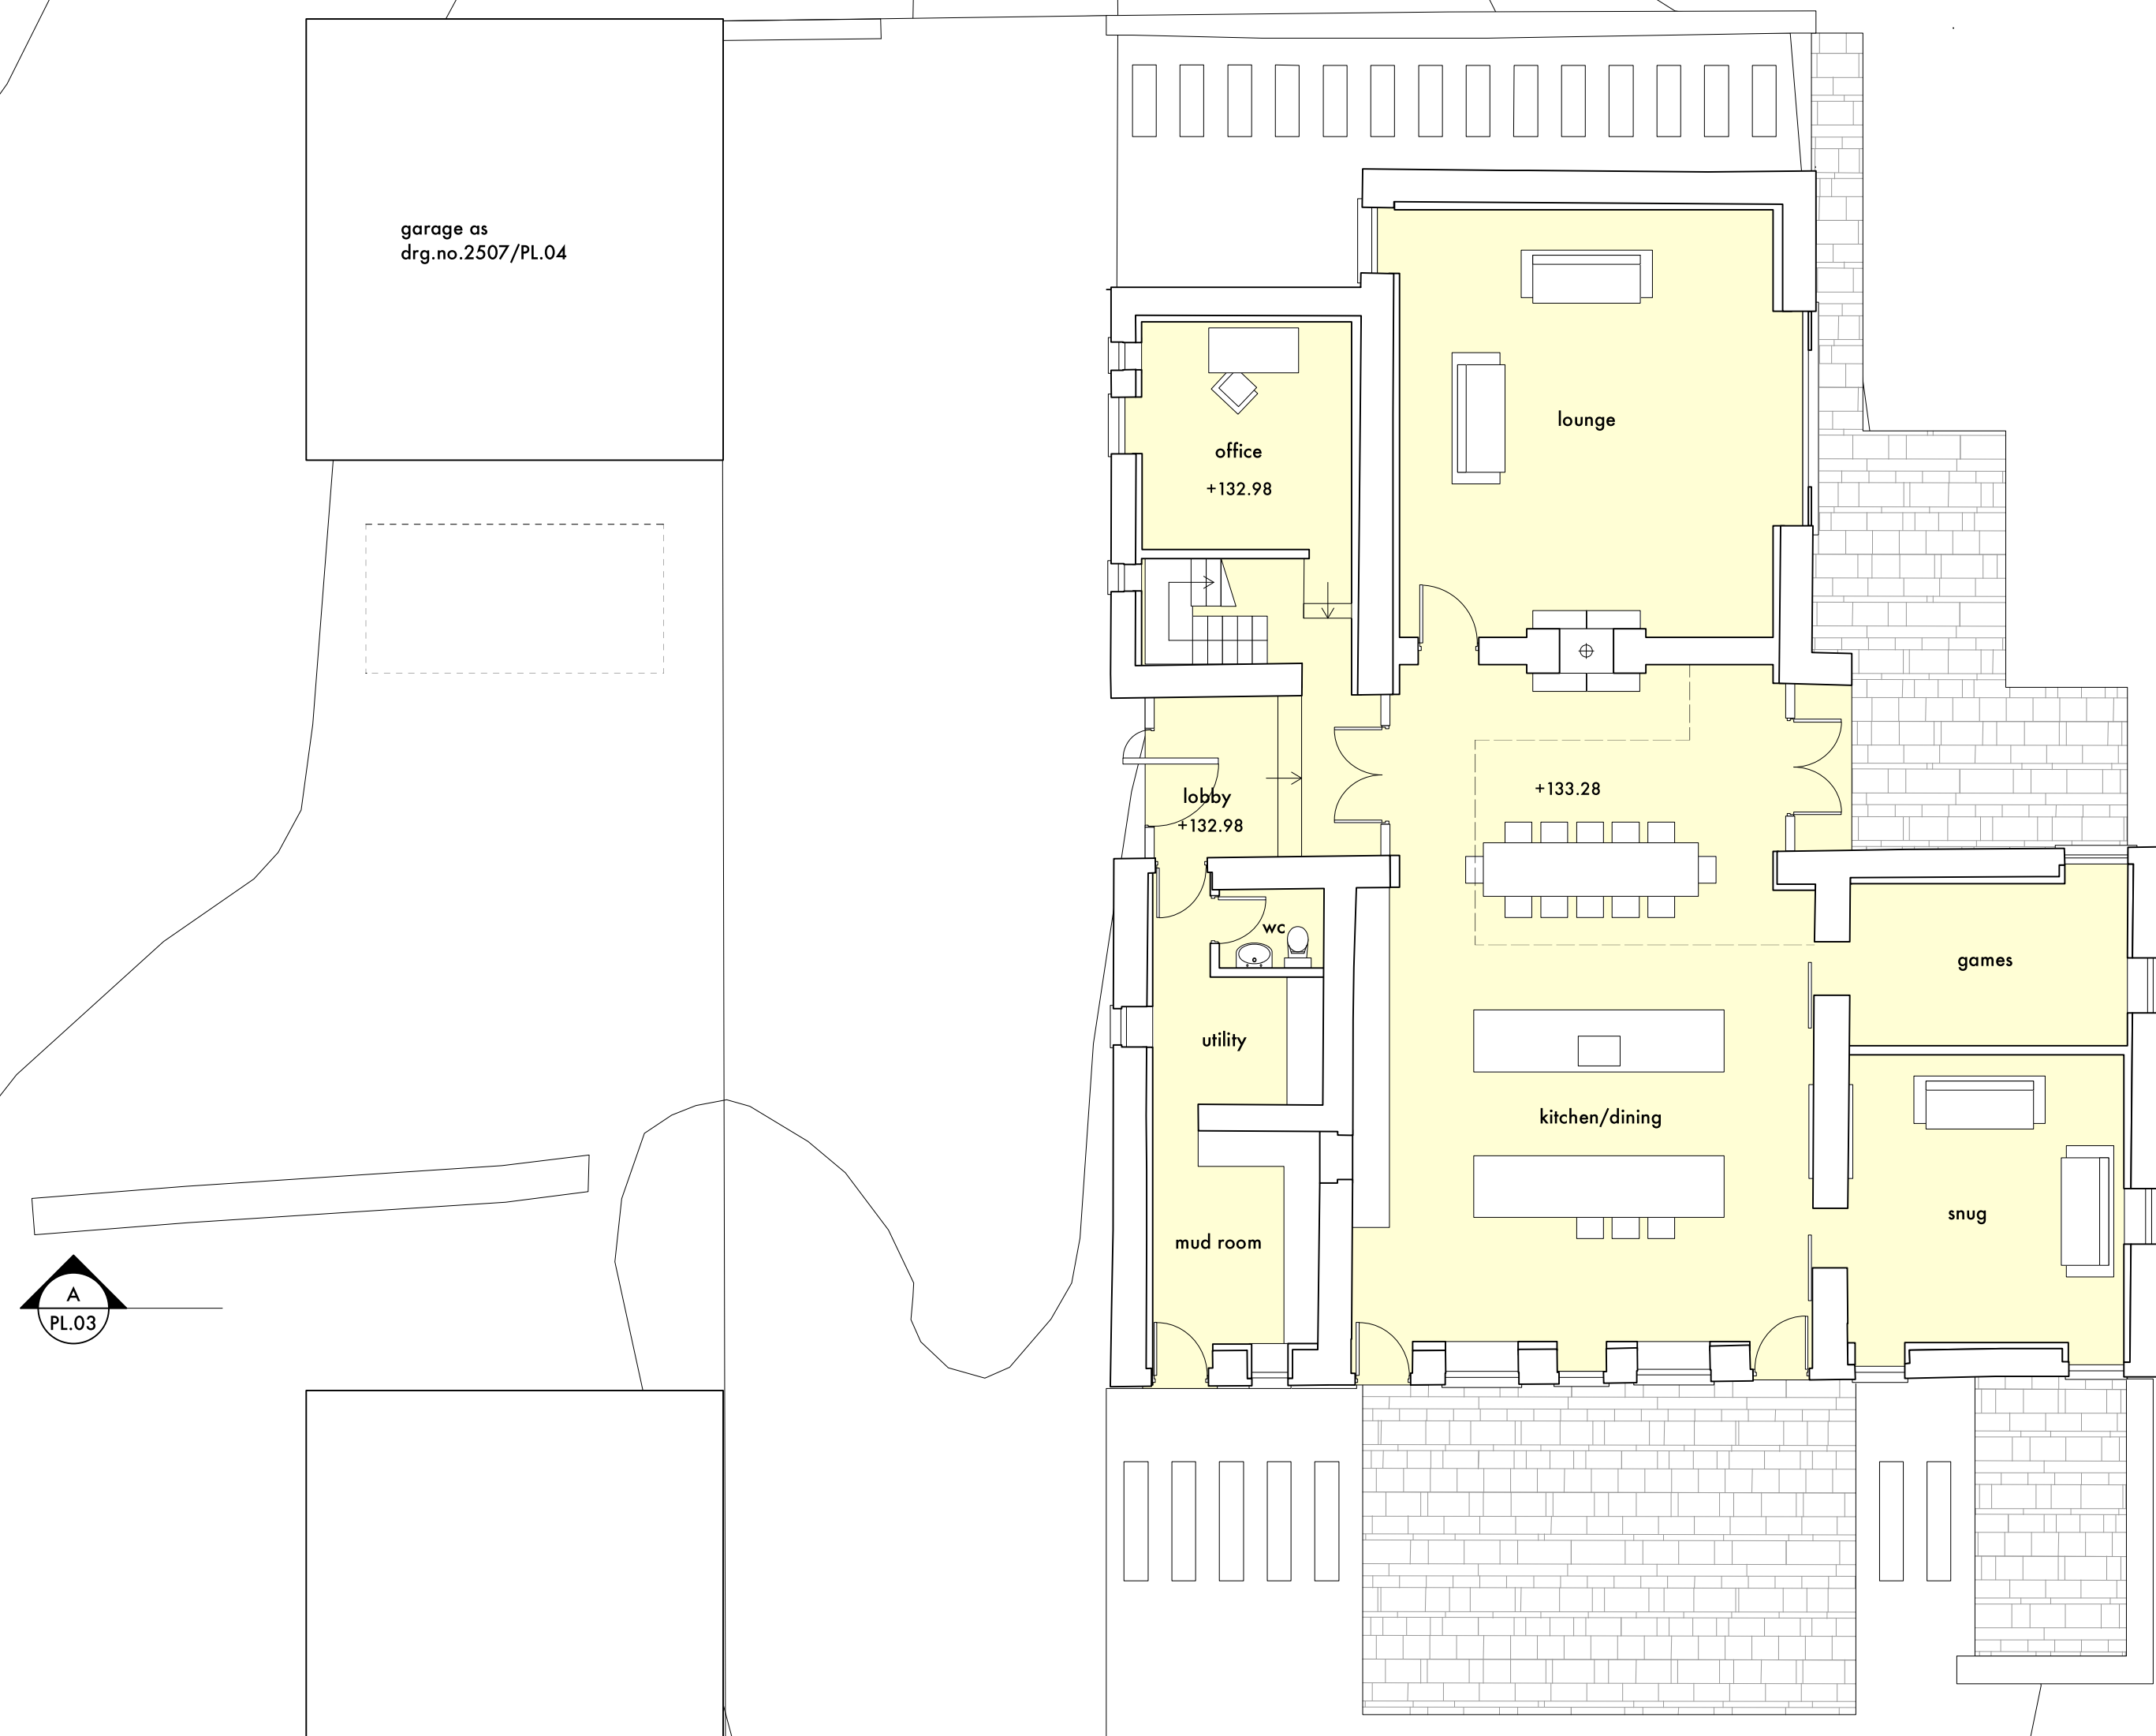 garage as
drg.no.2507/PL.04
lounge
office
+132.98
lobby
+132.98
+133.28
wc
games
utility
kitchen/dining
snug
mud room
A
PL.03